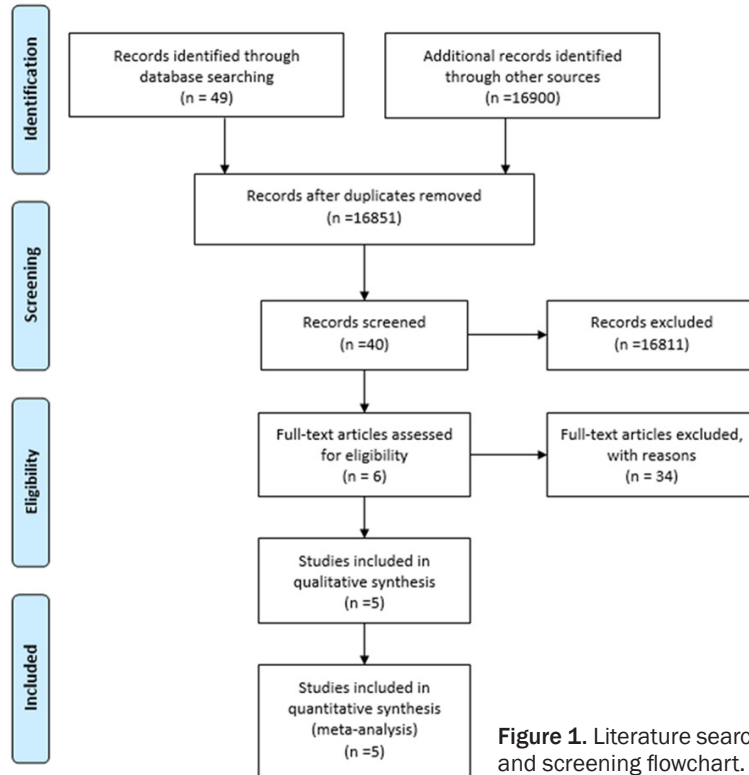 Identification
Records identified through
database searching
(n = 49)
Additional records identified
through other sources
(n =16900)
Records after duplicates removed
(n =16851)
Screening
Records screened
(n =40)
Records excluded
(n =16811)
Eligibility
Full-text articles assessed
for eligibility
(n = 6)
Full-text articles excluded,
with reasons
(n = 34)
Studies included in
qualitative synthesis
(n =5)
Included
Studies included in
quantitative synthesis
(meta-analysis)
(n =5)
Figure 1. Literature search
and screening flowchart.